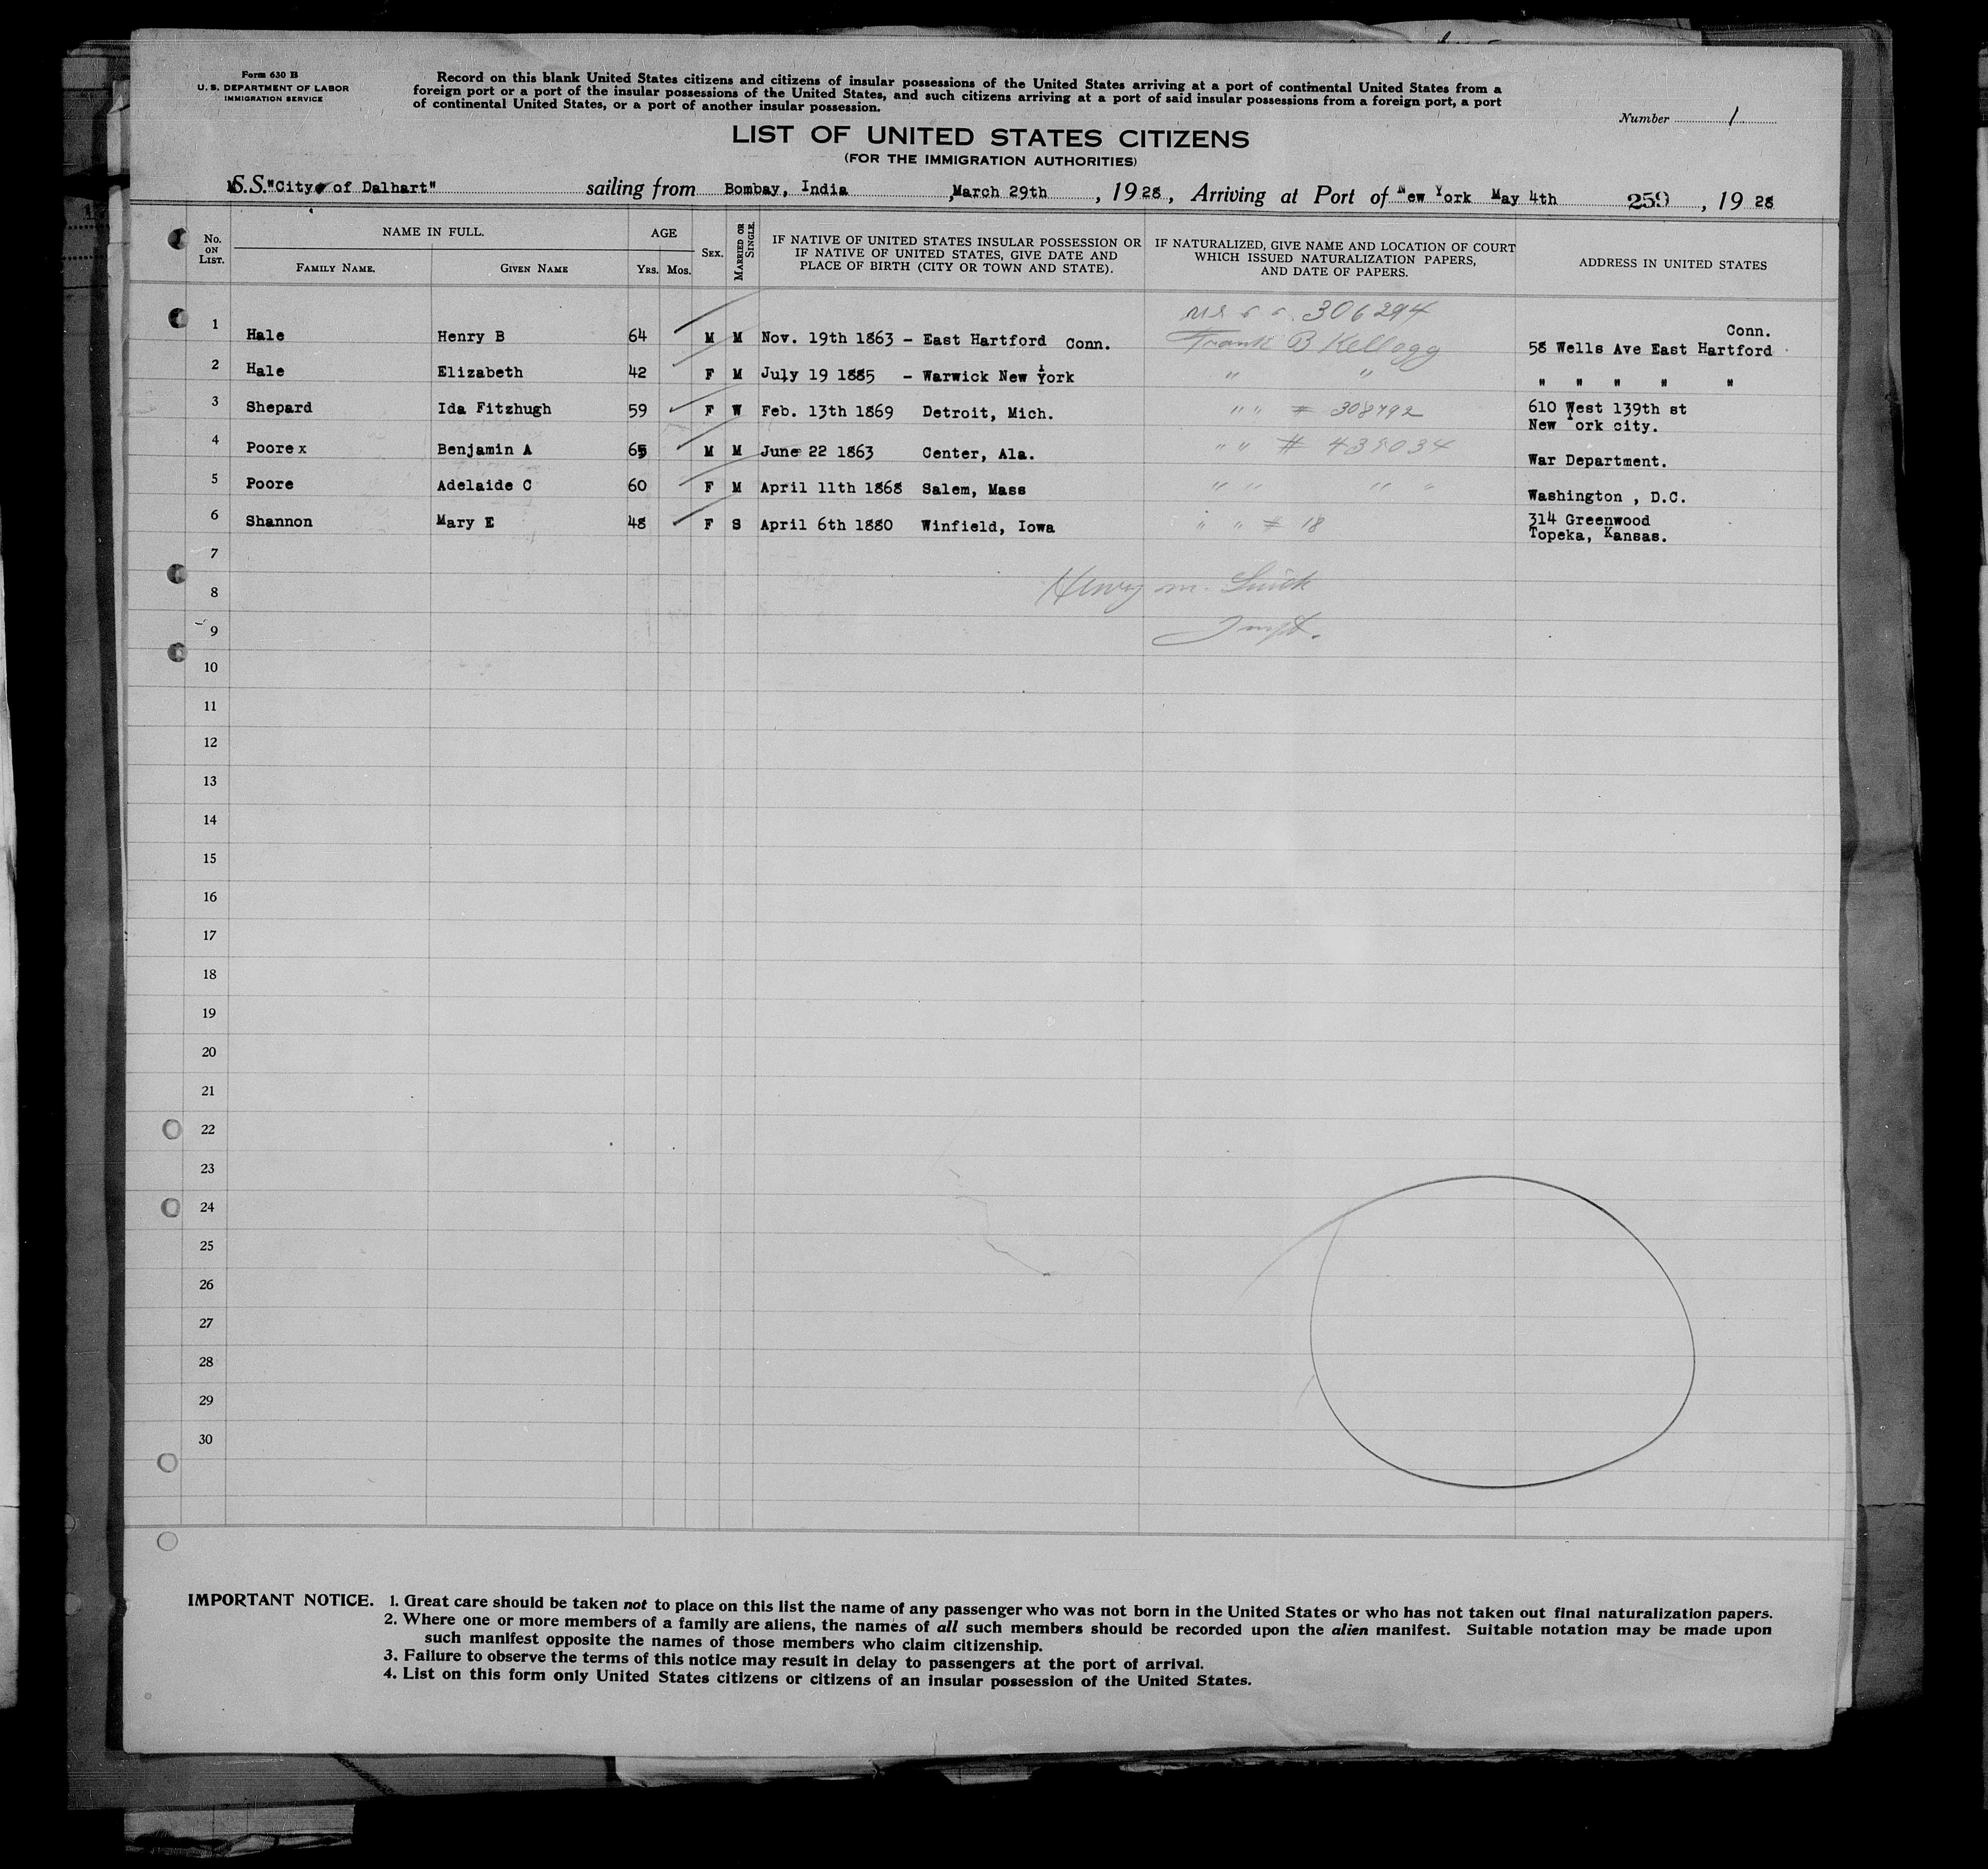 Form 630 B
U. S. DEPARTMENT OF LABOR
IMMIGRATION SERVICE
Record on this blank United States citizens and citizens of insular possessions of the United States arriving at a port of continental United States from a
foreign port or a port of the insular possessions of the United States, and such citizens arriving at a port of said insular possessions from a foreign port, a port
of continental United States, or a port of another insular possession.
Number 1
LIST OF UNITED STATES CITIZENS
(FOR THE IMMIGRATION AUTHORITIES)
S.S. "City of Dalhart" sailing from Bombay, India, March 29th, 1928, Arriving at Port of New York May 4th 259, 1928
No. on List. NAME IN FULL. AGE Sex. Married or Single. IF NATIVE OF UNITED STATES INSULAR POSSESSION OR IF NATIVE OF UNITED STATES, GIVE DATE AND PLACE OF BIRTH (CITY OR TOWN AND STATE). IF NATURALIZED, GIVE NAME AND LOCATION OF COURT WHICH ISSUED NATURALIZATION PAPERS, AND DATE OF PAPERS. ADDRESS IN UNITED STATES
Family Name. Given Name Yrs. Mos.
306294
Conn.
1 Hale Henry B 64 M M Nov. 19th 1863 - East Hartford Conn. Frank B Kellogg 58 Wells Ave East Hartford
2 Hale Elizabeth 42 F M July 19 1885 - Warwick New York " " " " " " "
3 Shepard Ida Fitzhugh 59 F W Feb. 13th 1869 Detroit, Mich. " " # 308792 610 West 139th st
New York city.
4 Poore x Benjamin A 65 M M June 22 1863 Center, Ala. " " # 439034 War Department.
5 Poore Adelaide C 60 F M April 11th 1868 Salem, Mass " " " " Washington , D.C.
6 Shannon Mary E 48 F S April 6th 1880 Winfield, Iowa " " # 18 314 Greenwood
Topeka, Kansas.
7
8 Henry m.
9
10
11
12
13
14
15
16
17
18
19
20
21
22
23
24
25
26
27
28
29
30
IMPORTANT NOTICE. 1. Great care should be taken not to place on this list the name of any passenger who was not born in the United States or who has not taken out final naturalization papers.
2. Where one or more members of a family are aliens, the names of all such members should be recorded upon the alien manifest. Suitable notation may be made upon
such manifest opposite the names of those members who claim citizenship.
3. Failure to observe the terms of this notice may result in delay to passengers at the port of arrival.
4. List on this form only United States citizens or citizens of an insular possession of the United States.